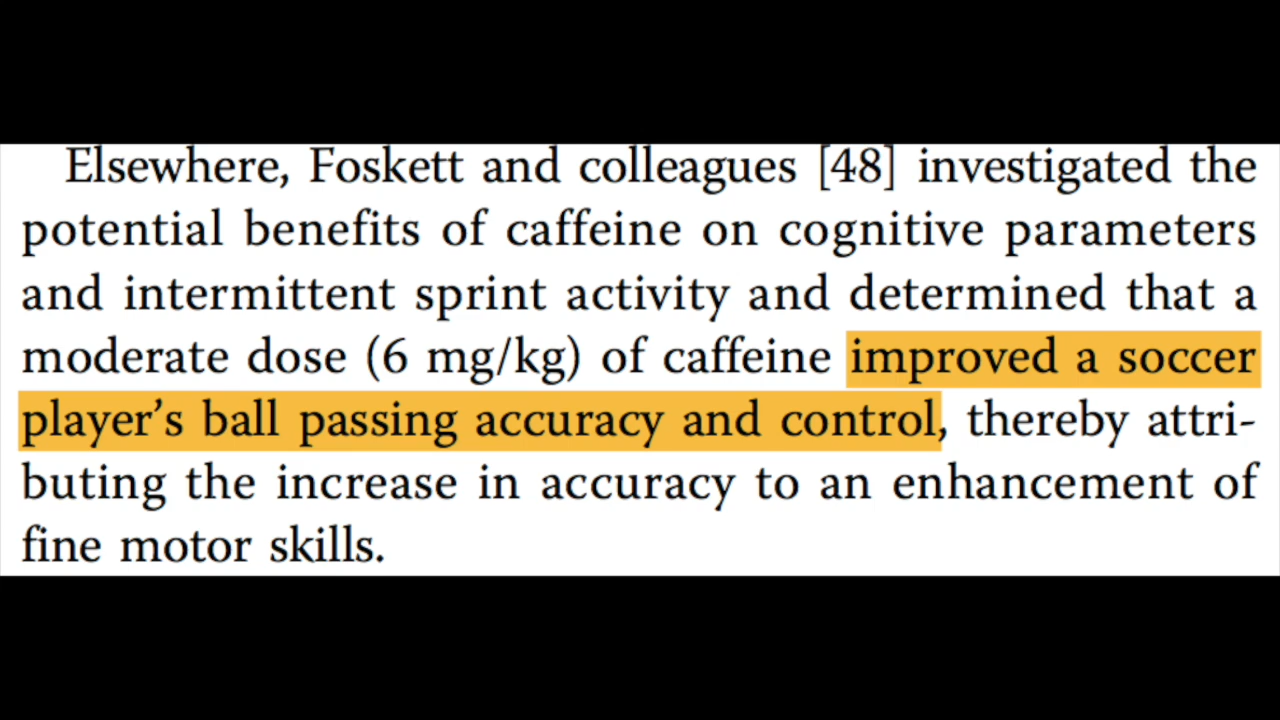 Elsewhere, Foskett and colleagues [48] investigated the
potential benefits of caffeine on cognitive parameters
and intermittent sprint activity and determined that a
moderate dose (6 mg/kg) of caffeine improved a soccer
player’s ball passing accuracy and control, thereby attri-
buting the increase in accuracy to an enhancement of
fine motor skills.